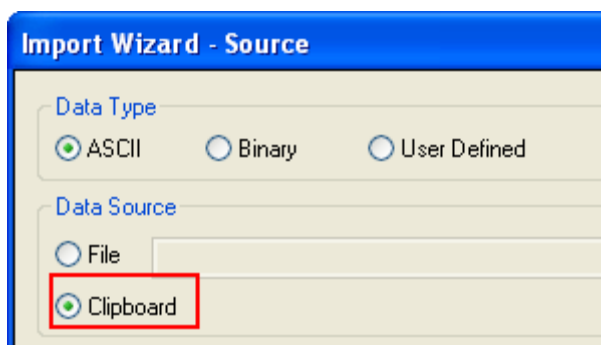 Import Wizard - Source
Data Type
ASCII Binary User Defined
Data Source
File
Clipboard